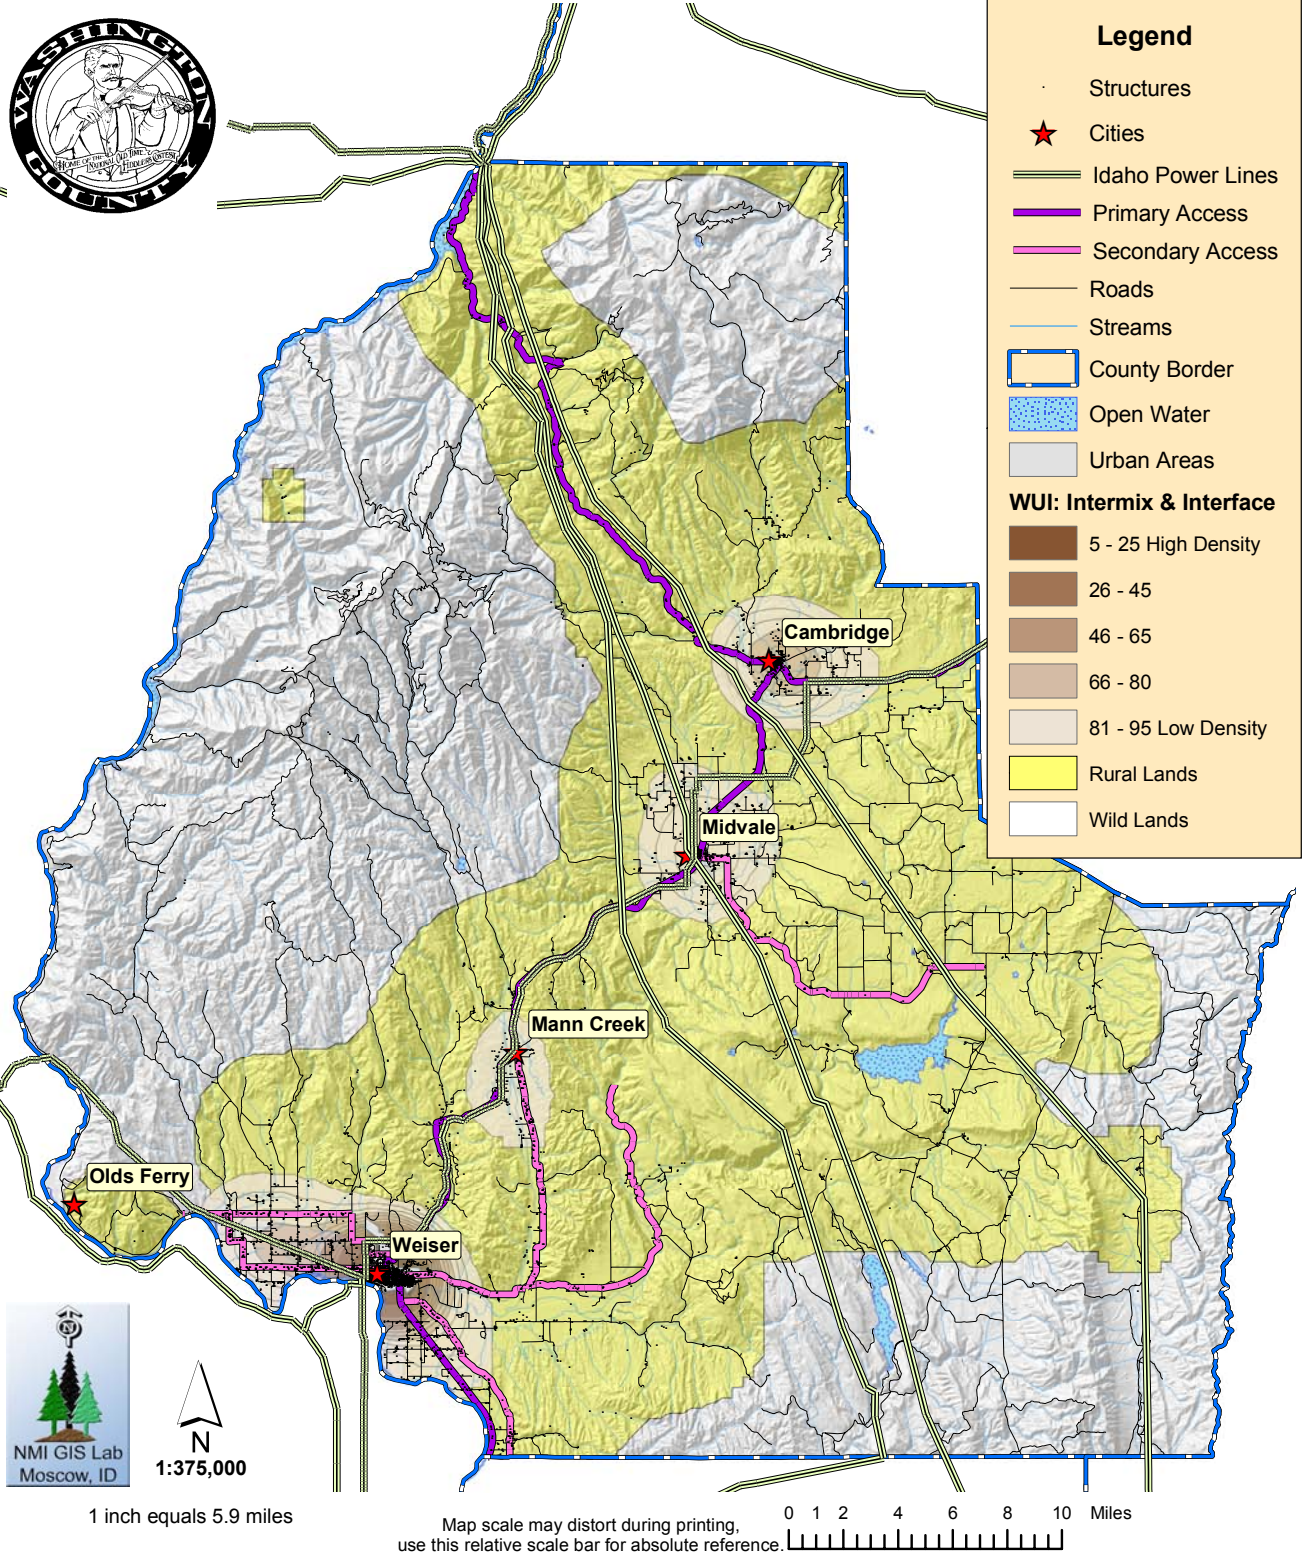 WASHINGTON
HOME OF THE NATIONAL OLD TIME FIDDLERS CONTEST
COUNTY
Legend
Structures
Cities
Idaho Power Lines
Primary Access
Secondary Access
Roads
Streams
County Border
Open Water
Urban Areas
WUI: Intermix & Interface
5 - 25 High Density
26 - 45
46 - 65
66 - 80
81 - 95 Low Density
Rural Lands
Wild Lands
Cambridge
Midvale
Mann Creek
Olds Ferry
Weiser
N
NMI GIS Lab
Moscow, ID
N
1:375,000
1 inch equals 5.9 miles
Map scale may distort during printing,
use this relative scale bar for absolute reference.
0 1 2 4 6 8 10 Miles